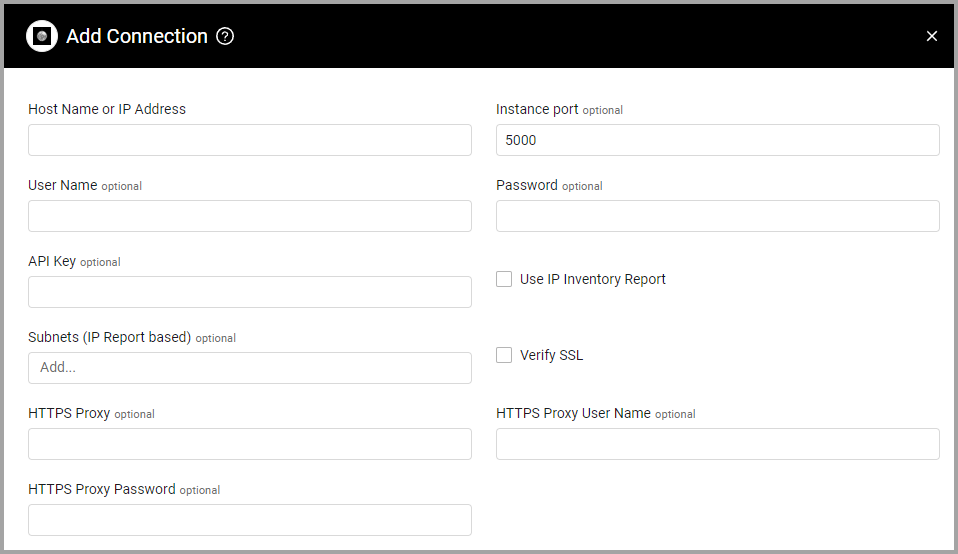 Add Connection ?
Host Name or IP Address
Instance port optional
5000
User Name optional
Password optional
API Key optional
Use IP Inventory Report
Subnets (IP Report based) optional
Add...
Verify SSL
HTTPS Proxy optional
HTTPS Proxy User Name optional
HTTPS Proxy Password optional